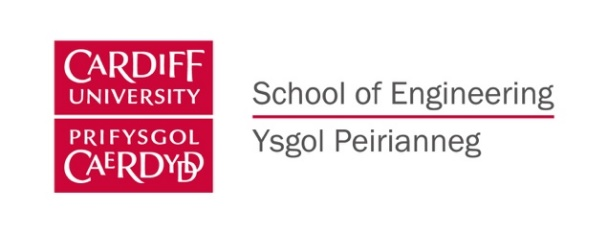 CARDIFF
UNIVERSITY
PRIFYSGOL
CAERDYDD
School of Engineering
Ysgol Peirianneg